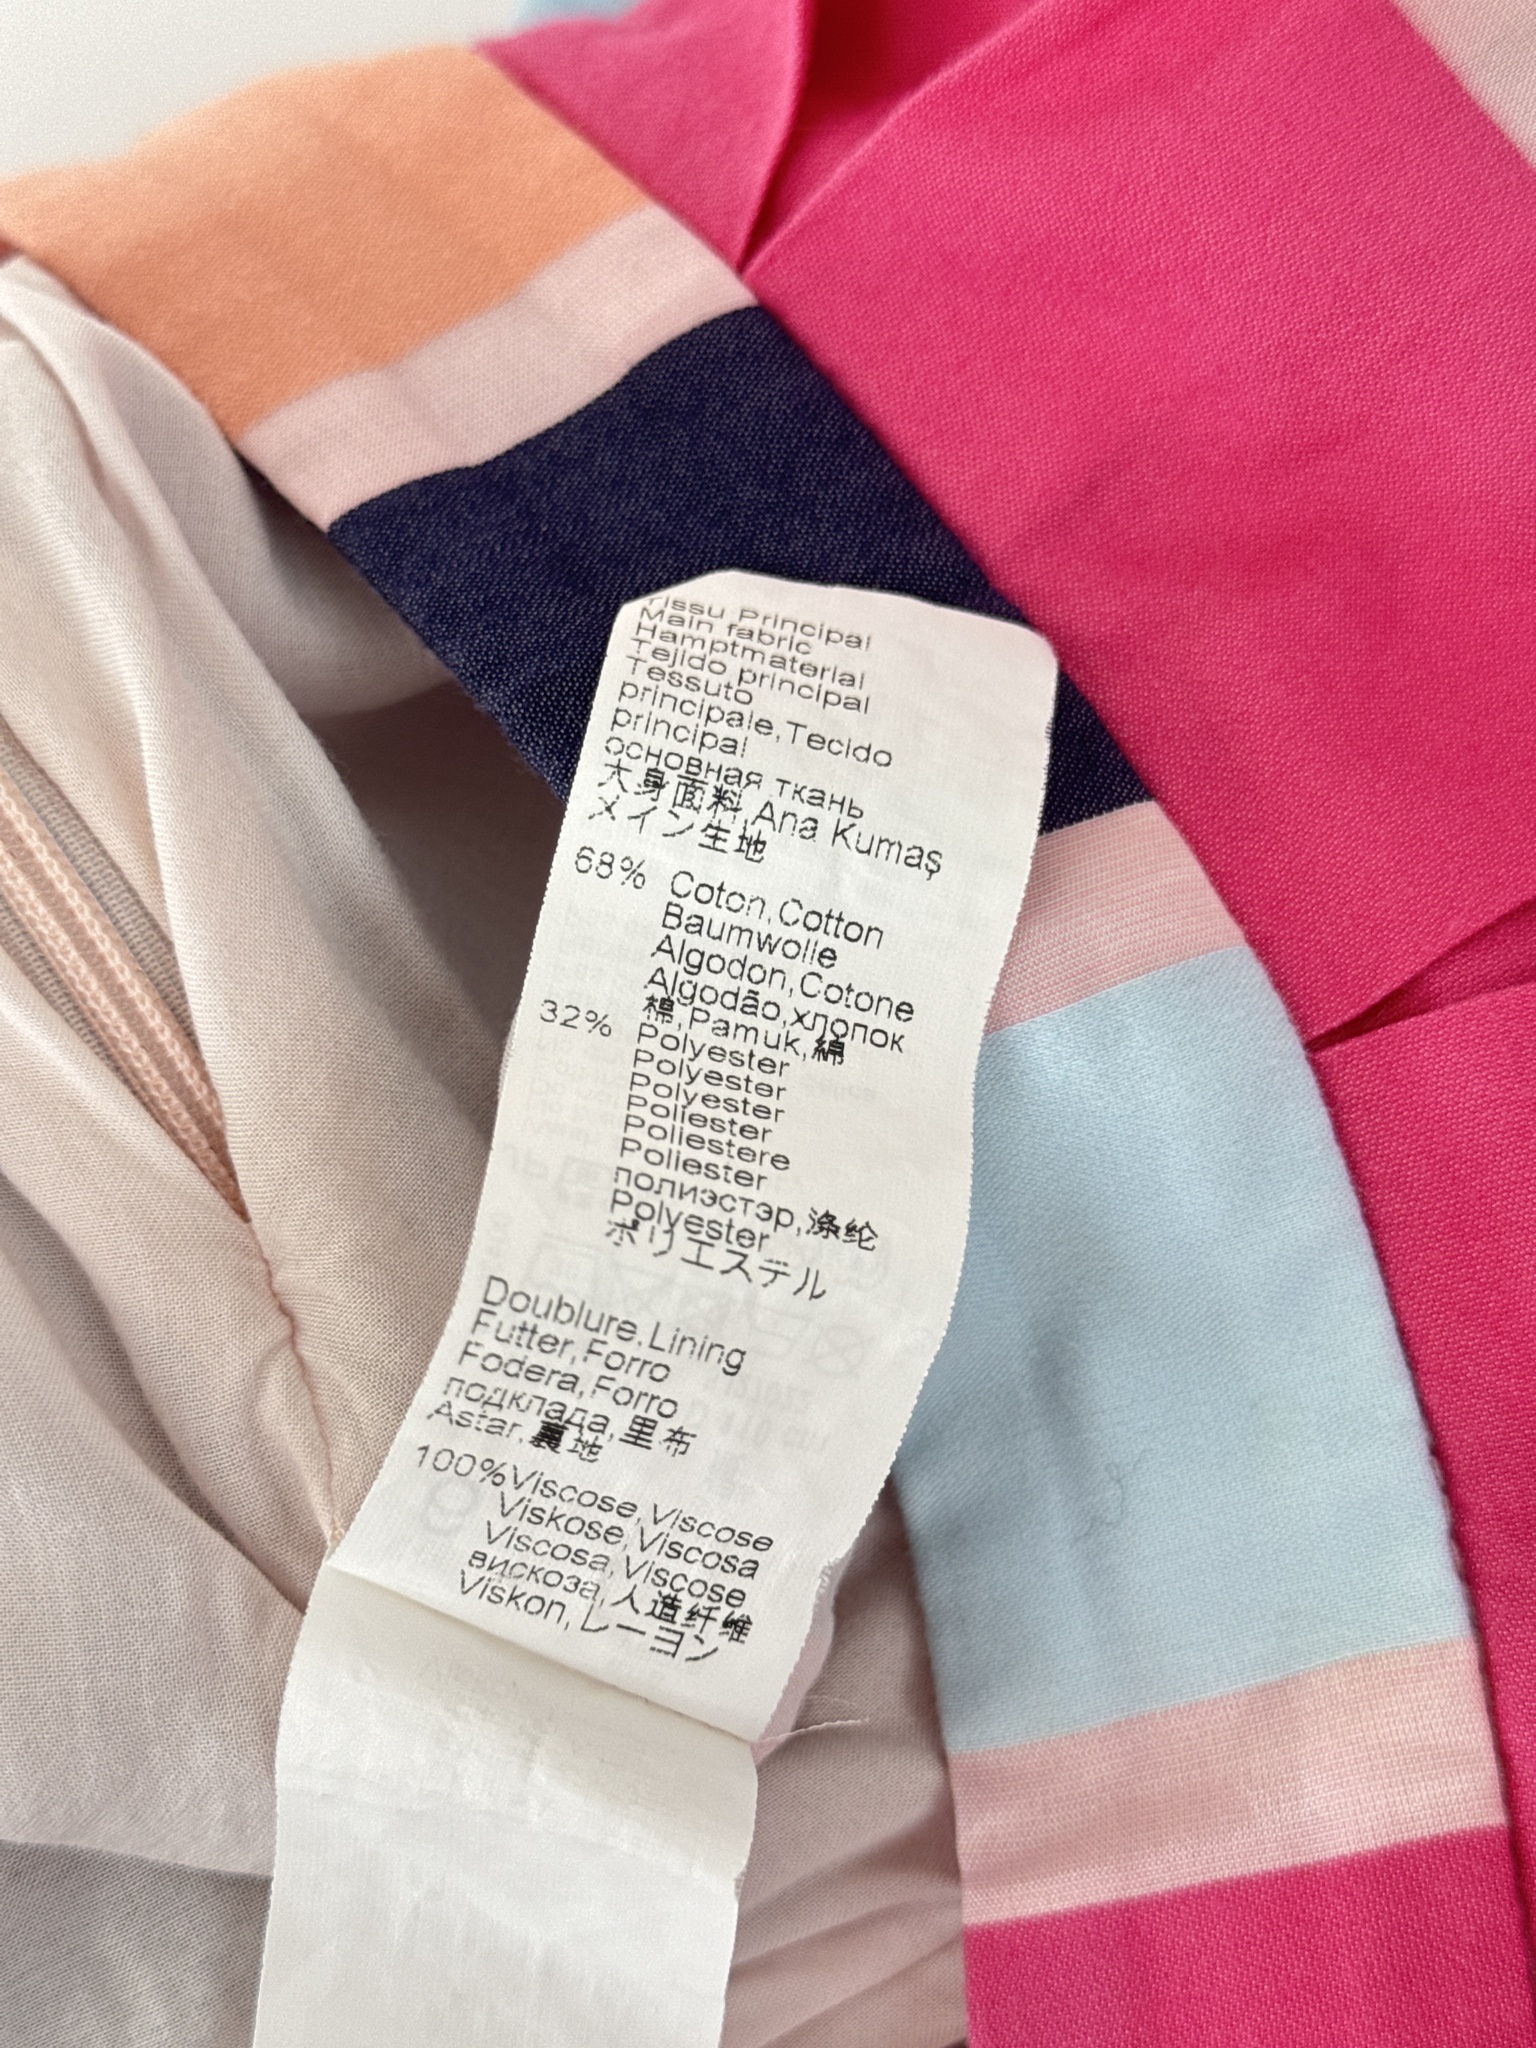 Tissu Principal
Main fabric
Hamptmaterial
Tejido principal
Tessuto
principale,Tecido
principal
основная ткань
大身面料,Ana Kumaş
メイン生地
68% Coton,Cotton
Baumwolle
Algodon,Cotone
Algodão,хлопок
棉,Pamuk,綿
32% Polyester
Polyester
Polyester
Poliester
Poliestere
Poliester
полиэстэр,涤纶
Polyester
ポリエステル
Doublure,Lining
Futter,Forro
Fodera,Forro
подклада,里布
Astar,裏地
100%Viscose,Viscose
Viskose,Viscosa
Viscosa,Viscose
вискоза,人造纤维
Viskon,レーヨン